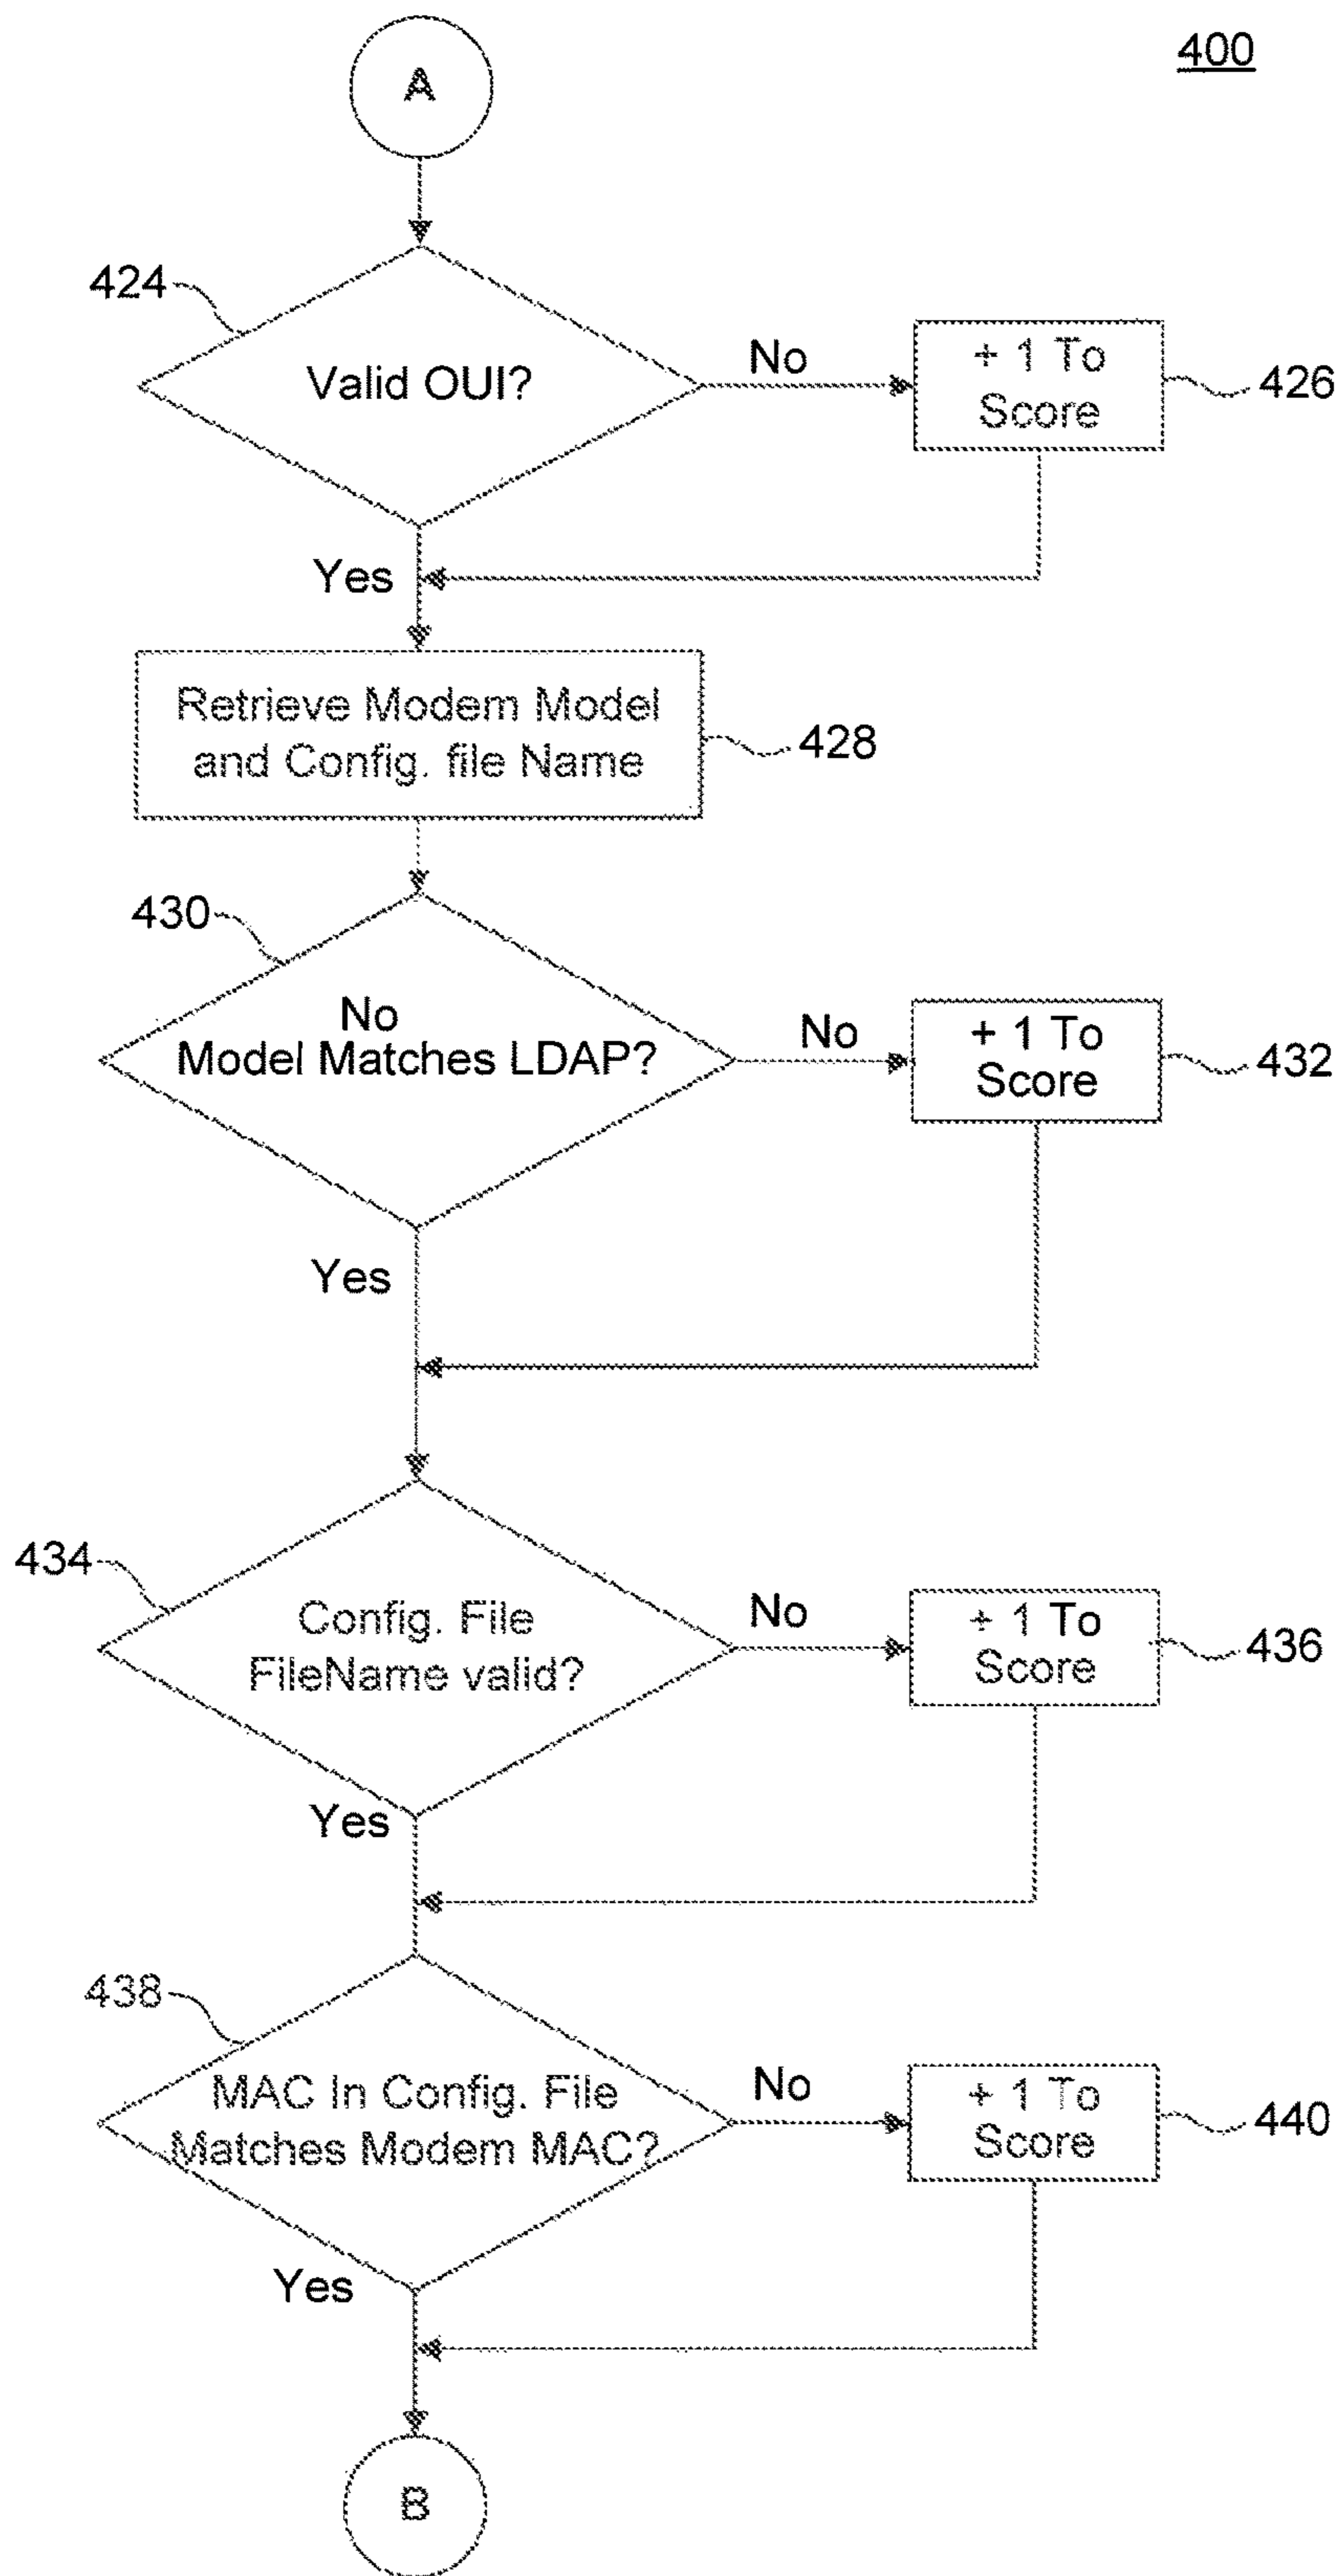 400
A
424
Valid OUI?
No
+ 1 To
Score
426
Yes
Retrieve Modem Model
and Config. file Name
428
430
No
Model Matches LDAP?
No
+ 1 To
Score
432
Yes
434
Config. File
FileName valid?
No
+ 1 To
Score
436
Yes
438
MAC In Config. File
Matches Modem MAC?
No
+ 1 To
Score
440
Yes
B